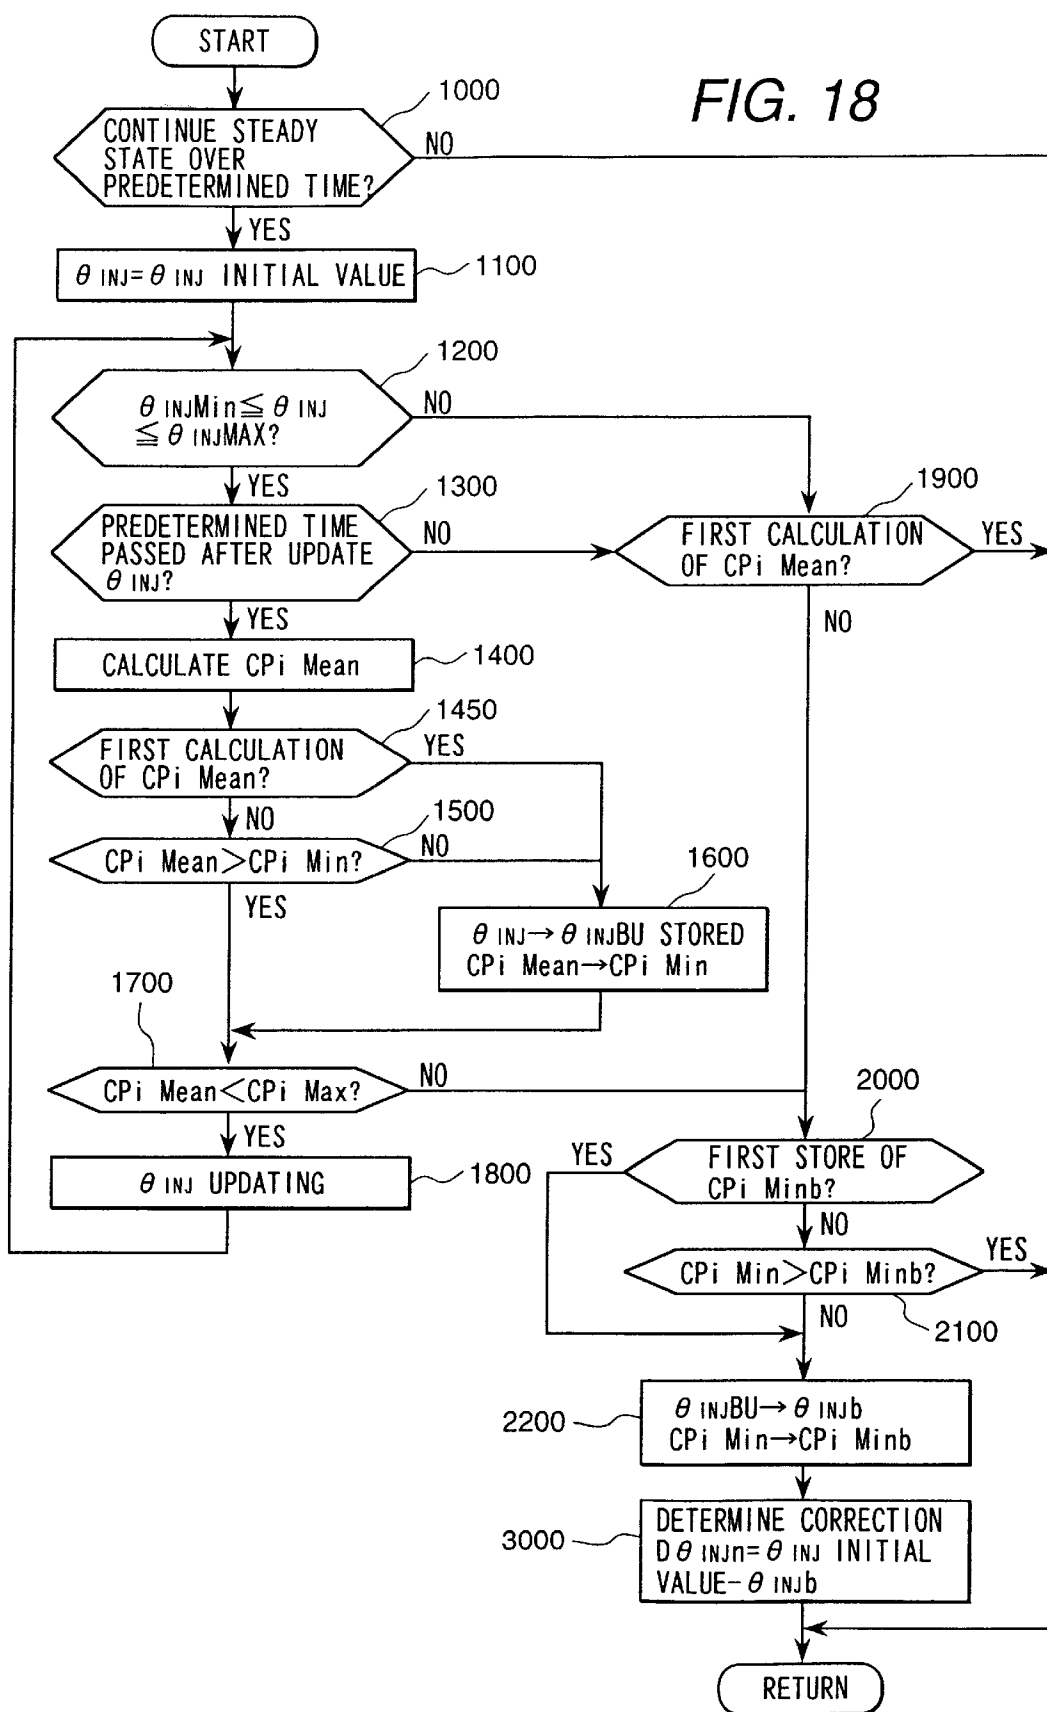 START
FIG. 18
1000
CONTINUE STEADY
STATE OVER
PREDETERMINED TIME?
NO
YES
θ INJ=θ INJ INITIAL VALUE
1100
1200
θ INJMin≦θ INJ
≦θ INJMAX?
NO
YES
1300
PREDETERMINED TIME
PASSED AFTER UPDATE
θ INJ?
NO
1900
FIRST CALCULATION
OF CPi Mean?
YES
NO
YES
CALCULATE CPi Mean
1400
1450
FIRST CALCULATION
OF CPi Mean?
YES
NO
1500
CPi Mean>CPi Min?
NO
YES
1600
θ INJ→θ INJBU STORED
CPi Mean→CPi Min
1700
CPi Mean<CPi Max?
NO
YES
θ INJ UPDATING
1800
2000
YES
FIRST STORE OF
CPi Minb?
NO
CPi Min>CPi Minb?
YES
NO
2100
2200
θ INJBU→θ INJb
CPi Min→CPi Minb
3000
DETERMINE CORRECTION
Dθ INJn=θ INJ INITIAL
VALUE-θ INJb
RETURN